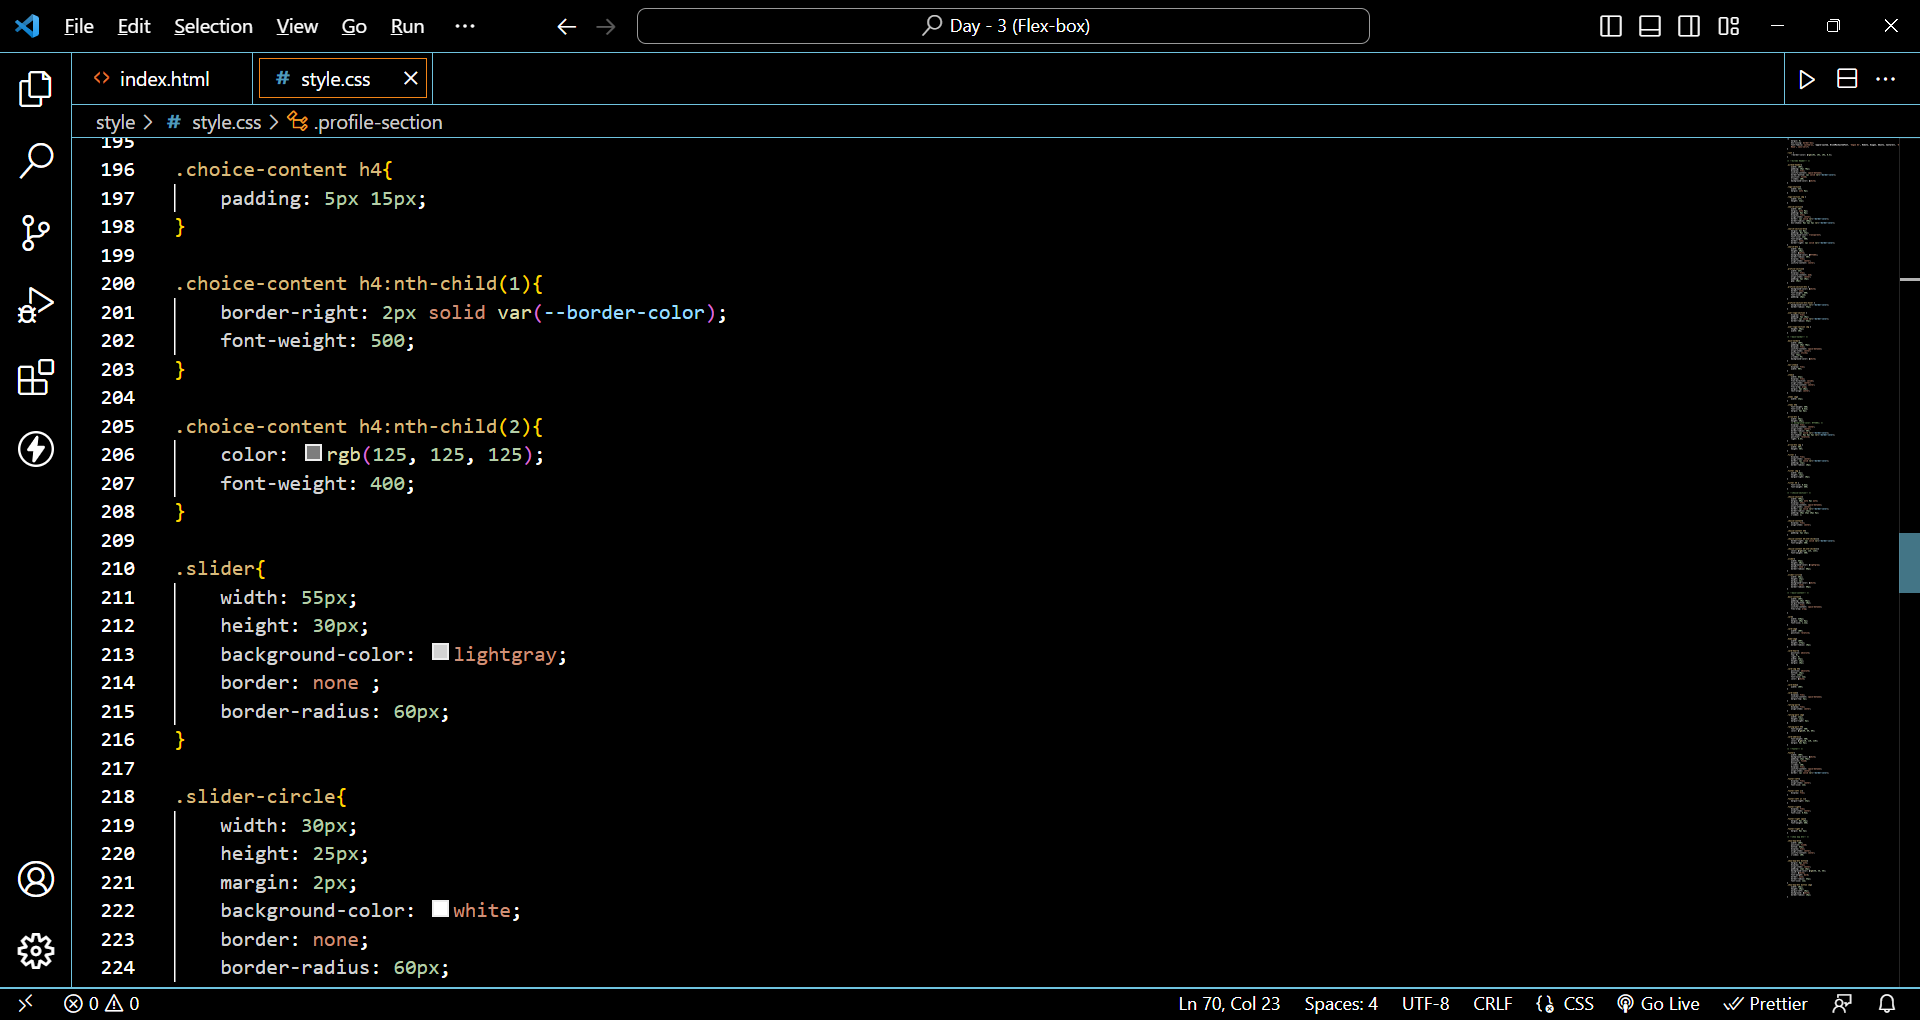 File Edit Selection View Go Run ··· Day - 3 (Flex-box)
index.html # style.css
style > # style.css > .profile-section
195
196 .choice-content h4{
197 padding: 5px 15px;
198 }
199
200 .choice-content h4:nth-child(1){
201 border-right: 2px solid var(--border-color);
202 font-weight: 500;
203 }
204
205 .choice-content h4:nth-child(2){
206 color: rgb(125, 125, 125);
207 font-weight: 400;
208 }
209
210 .slider{
211 width: 55px;
212 height: 30px;
213 background-color: lightgray;
214 border: none ;
215 border-radius: 60px;
216 }
217
218 .slider-circle{
219 width: 30px;
220 height: 25px;
221 margin: 2px;
222 background-color: white;
223 border: none;
224 border-radius: 60px;
0 0 Ln 70, Col 23 Spaces: 4 UTF-8 CRLF CSS Go Live Prettier